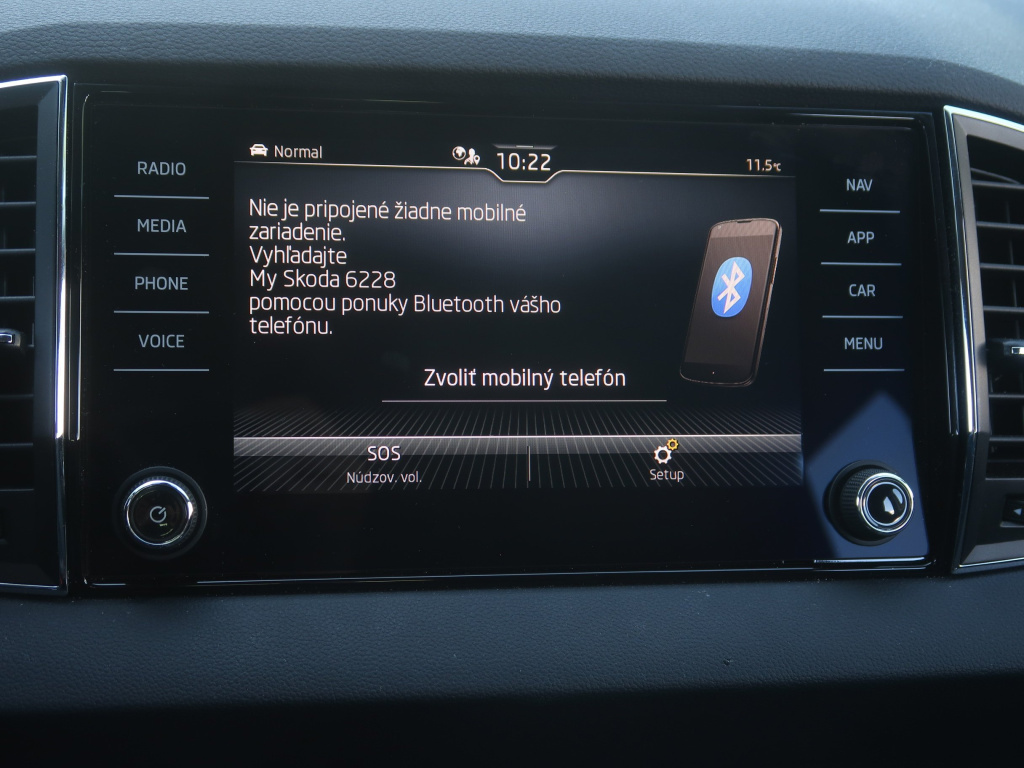 Normal
10:22
11.5°C
RADIO
MEDIA
PHONE
VOICE
Nie je pripojené žiadne mobilné
zariadenie.
Vyhľadajte
My Skoda 6228
pomocou ponuky Bluetooth vášho
telefónu.
Zvoliť mobilný telefón
SOS
Núdzov. vol.
Setup
NAV
APP
CAR
MENU